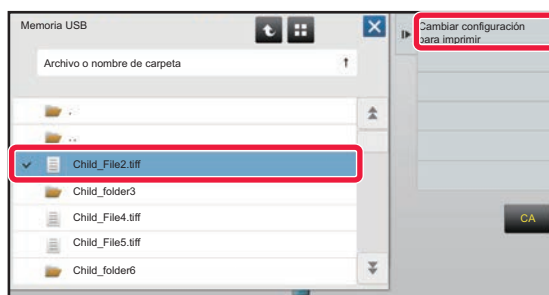 Memoria USB
Archivo o nombre de carpeta
.
..
Child_File2.tiff
Child_folder3
Child_File4.tiff
Child_File5.tiff
Child_folder6
Cambiar configuración
para imprimir
CA